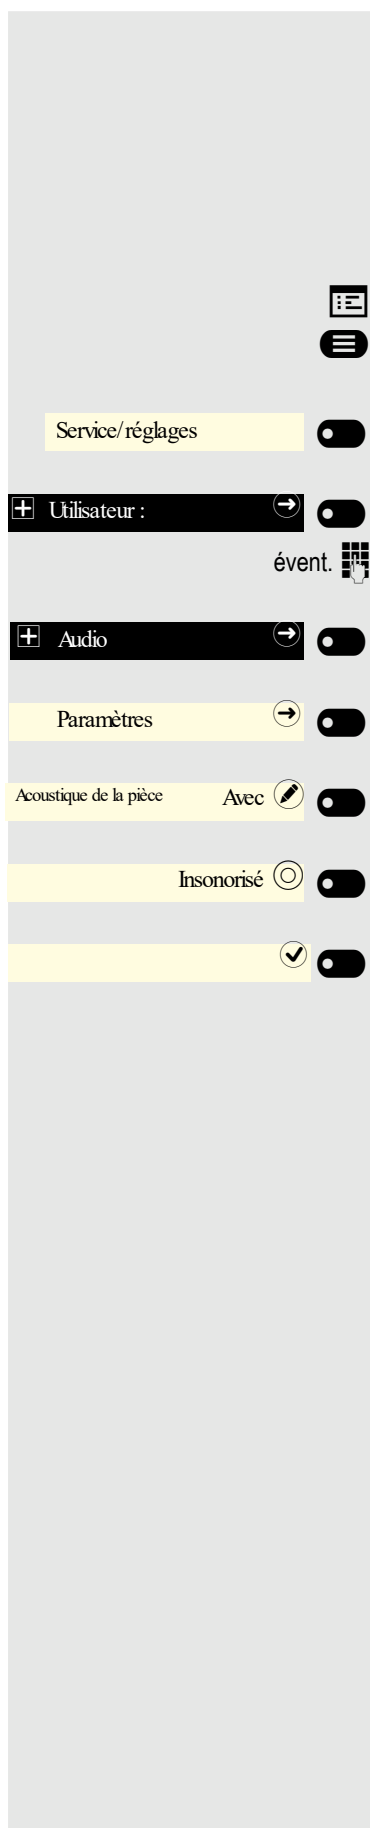 Service/réglages
Utilisateur :
évent.
Audio
Paramètres
Acoustique de la pièce Avec
Insonorisé